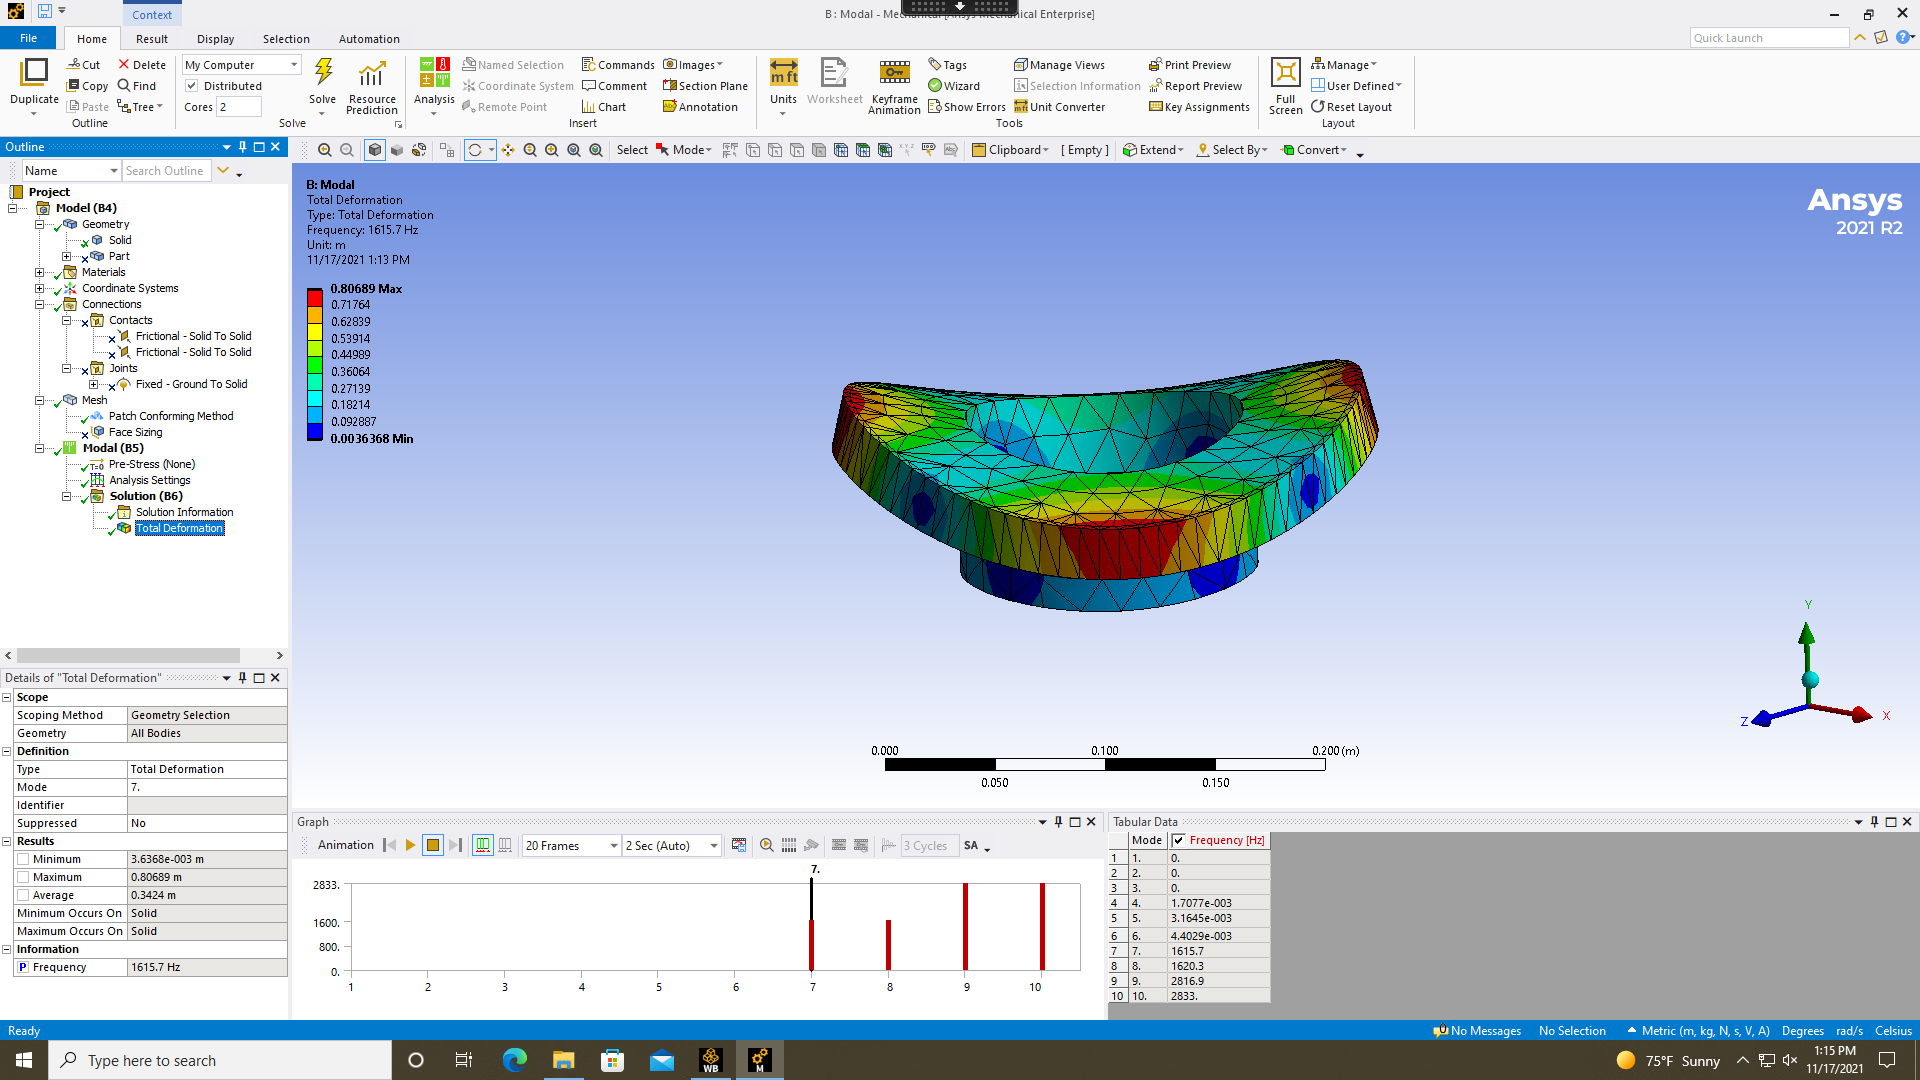 Context
B : Modal - Mechanical [Ansys Mechanical Enterprise]
File
Home
Result
Display
Selection
Automation
Quick Launch
Duplicate
Cut
Copy
Paste
Delete
Find
Tree
Outline
My Computer
Distributed
Cores 2
Solve
Resource Prediction
Solve
Analysis
Named Selection
Coordinate System
Remote Point
Commands
Comment
Chart
Images
Section Plane
Annotation
Insert
Units
Worksheet
Keyframe Animation
Tags
Wizard
Show Errors
Manage Views
Selection Information
Unit Converter
Print Preview
Report Preview
Key Assignments
Tools
Full Screen
Manage
User Defined
Reset Layout
Layout
Outline
Name
Search Outline
Select
Mode
Clipboard
[ Empty ]
Extend
Select By
Convert
Project
Model (B4)
Geometry
Solid
Part
Materials
Coordinate Systems
Connections
Contacts
Frictional - Solid To Solid
Frictional - Solid To Solid
Joints
Fixed - Ground To Solid
Mesh
Patch Conforming Method
Face Sizing
Modal (B5)
Pre-Stress (None)
Analysis Settings
Solution (B6)
Solution Information
Total Deformation
B: Modal
Total Deformation
Type: Total Deformation
Frequency: 1615.7 Hz
Unit: m
11/17/2021 1:13 PM
0.80689 Max
0.71764
0.62839
0.53914
0.44989
0.36064
0.27139
0.18214
0.092887
0.0036368 Min
Ansys
2021 R2
Y
Z
X
0.000
0.100
0.200 (m)
0.050
0.150
Details of "Total Deformation"
Scope
Scoping Method Geometry Selection
Geometry All Bodies
Definition
Type Total Deformation
Mode 7.
Identifier
Suppressed No
Results
Minimum 3.6368e-003 m
Maximum 0.80689 m
Average 0.3424 m
Minimum Occurs On Solid
Maximum Occurs On Solid
Information
P Frequency 1615.7 Hz
Graph
Animation
20 Frames
2 Sec (Auto)
3 Cycles
SA
7.
2833.
1600.
800.
0.
1 2 3 4 5 6 7 8 9 10
Tabular Data
Mode Frequency [Hz]
1 1. 0.
2 2. 0.
3 3. 0.
4 4. 1.7077e-003
5 5. 3.1645e-003
6 6. 4.4029e-003
7 7. 1615.7
8 8. 1620.3
9 9. 2816.9
10 10. 2833.
Ready
0 No Messages
No Selection
Metric (m, kg, N, s, V, A)
Degrees
rad/s
Celsius
Type here to search
WB
M
75°F Sunny
1:15 PM
11/17/2021